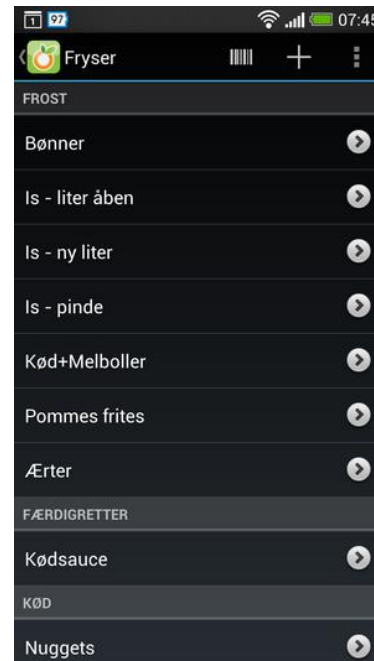 1 97 07:45
Fryser
FROST
Bønner
Is - liter åben
Is - ny liter
Is - pinde
Kød+Melboller
Pommes frites
Ærter
FÆRDIGRETTER
Kødsauce
KØD
Nuggets